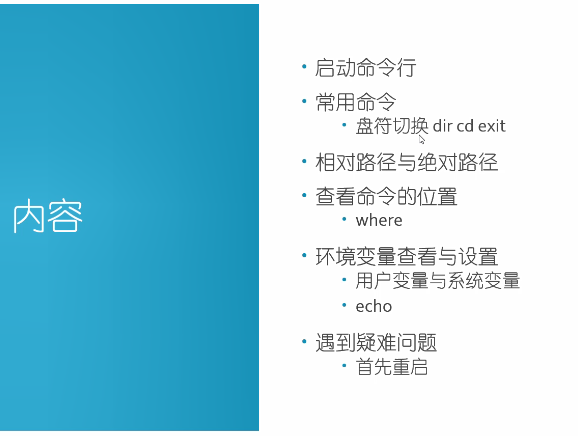 内容
启动命令行
常用命令
盘符切换 dir cd exit
相对路径与绝对路径
查看命令的位置
where
环境变量查看与设置
用户变量与系统变量
echo
遇到疑难问题
首先重启